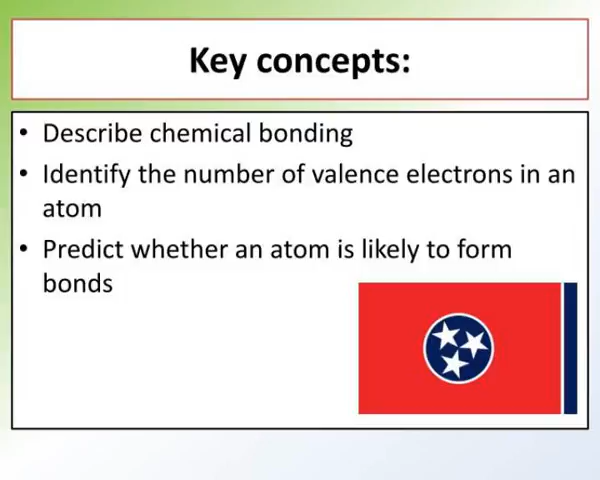 Key concepts:
• Describe chemical bonding
• Identify the number of valence electrons in an
atom
• Predict whether an atom is likely to form
bonds